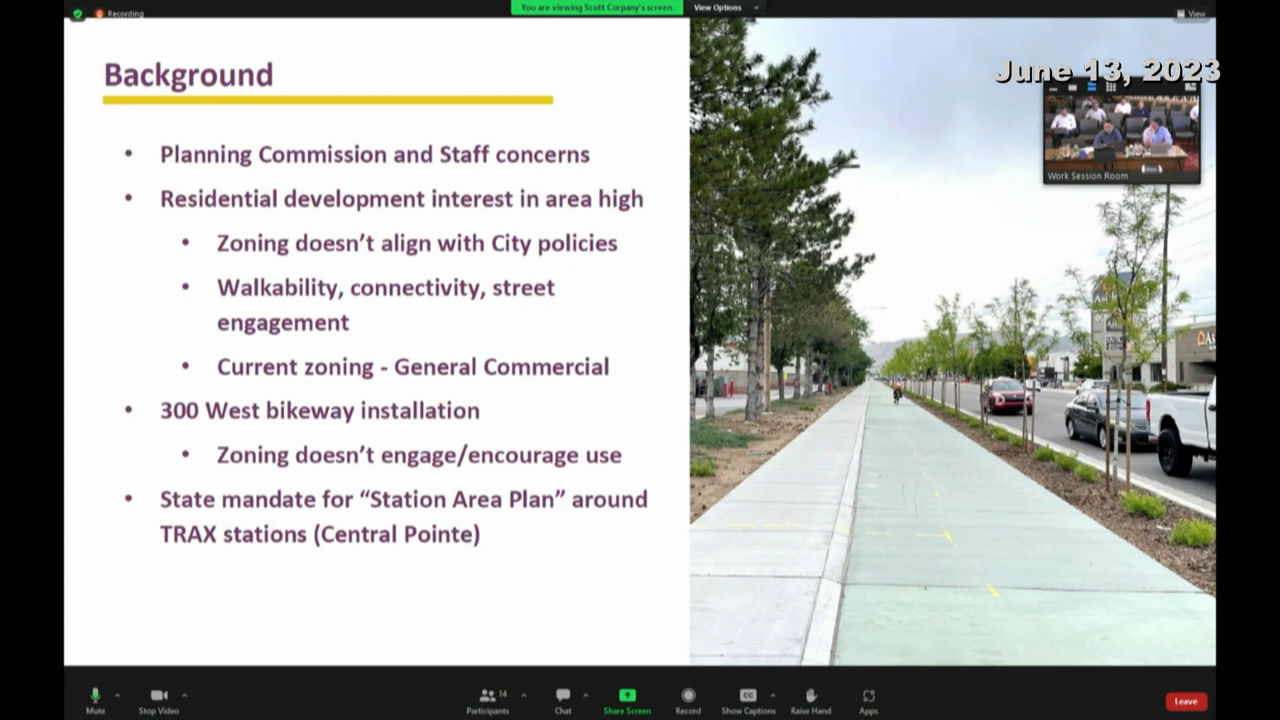 Recording
You are viewing Scott Corpany's screen
View Options
View
June 13, 2023
Work Session Room
Background
• Planning Commission and Staff concerns
• Residential development interest in area high
• Zoning doesn't align with City policies
• Walkability, connectivity, street
engagement
• Current zoning - General Commercial
• 300 West bikeway installation
• Zoning doesn't engage/encourage use
• State mandate for “Station Area Plan” around
TRAX stations (Central Pointe)
Mute
Stop Video
14
Participants
Chat
Share Screen
Record
CC
Show Captions
Raise Hand
Apps
Leave